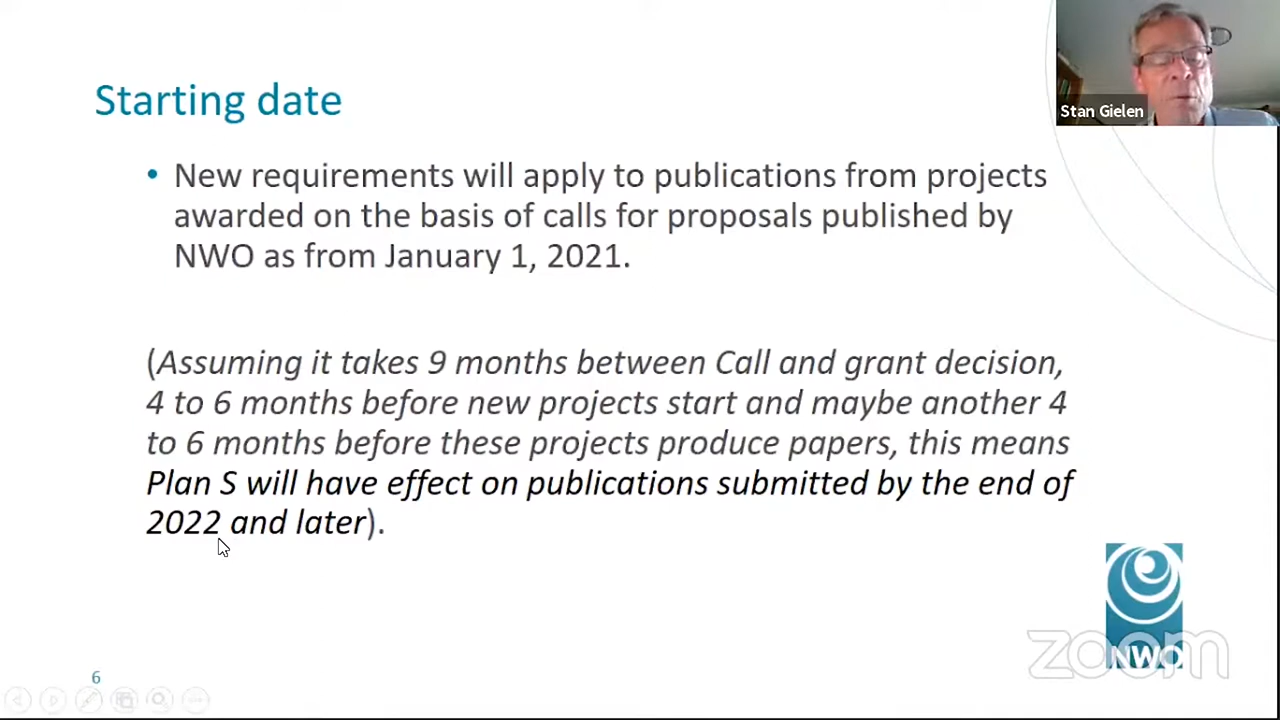 Stan Gielen
Starting date
• New requirements will apply to publications from projects
awarded on the basis of calls for proposals published by
NWO as from January 1, 2021.
(Assuming it takes 9 months between Call and grant decision,
4 to 6 months before new projects start and maybe another 4
to 6 months before these projects produce papers, this means
Plan S will have effect on publications submitted by the end of
2022 and later).
NWO
zoom
6